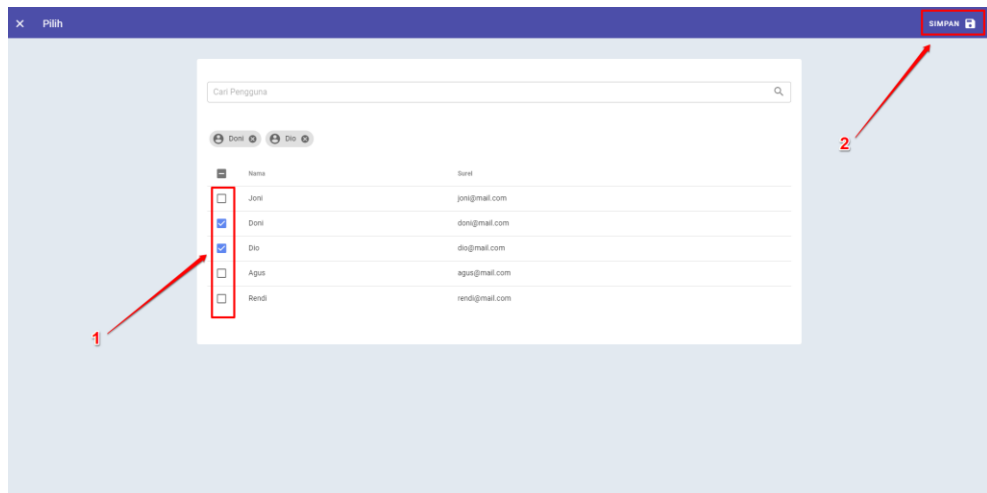 Pilih
SIMPAN
Cari Pengguna
Doni Dio
Nama Surel
Joni joni@mail.com
Doni doni@mail.com
Dio dio@mail.com
Agus agus@mail.com
Rendi rendi@mail.com
1
2